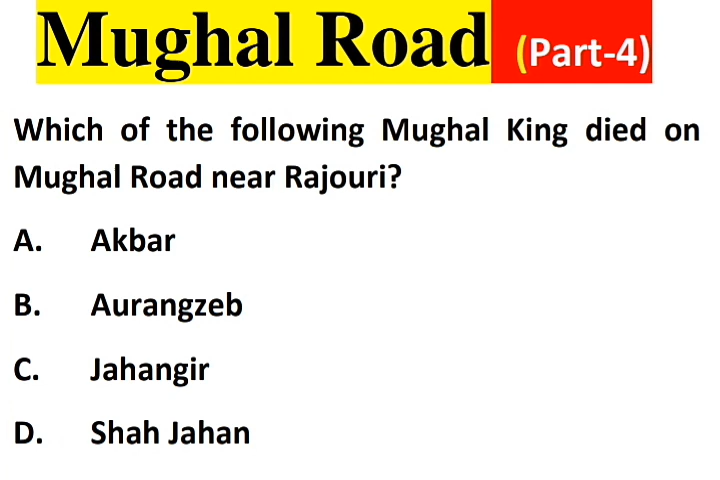 Mughal Road (Part-4)
Which of the following Mughal King died on
Mughal Road near Rajouri?
A. Akbar
B. Aurangzeb
C. Jahangir
D. Shah Jahan